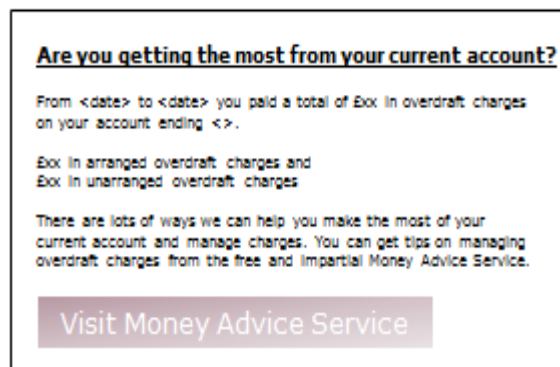 Are you getting the most from your current account?
From <date> to <date> you paid a total of £xx in overdraft charges
on your account ending <>.
£xx in arranged overdraft charges and
£xx in unarranged overdraft charges
There are lots of ways we can help you make the most of your
current account and manage charges. You can get tips on managing
overdraft charges from the free and impartial Money Advice Service.
Visit Money Advice Service